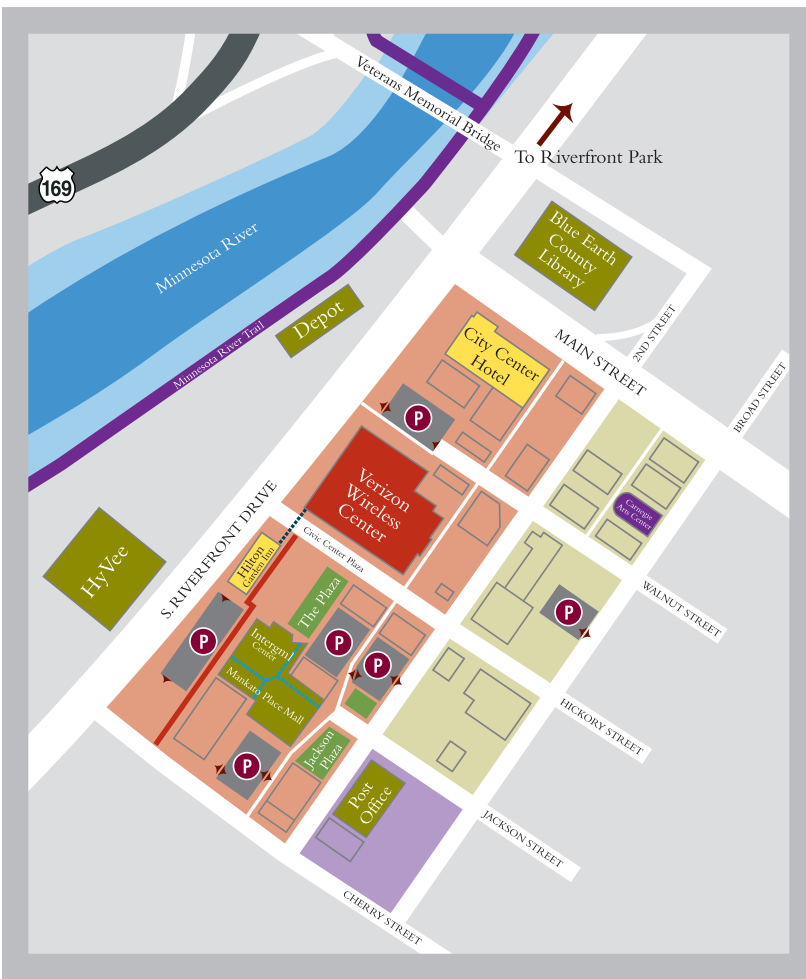 Veterans Memorial Bridge
To Riverfront Park
169
Minnesota River
Blue Earth
County
Library
Depot
Minnesota River Trail
2ND STREET
MAIN STREET
BROAD STREET
City Center
Hotel
P
Verizon
Wireless
Center
Carnegie
Arts Center
S. RIVERFRONT DRIVE
HyVee
Civic Center Plaza
Hilton
Garden Inn
The Plaza
WALNUT STREET
P
P
P
P
Intergm1
Center
Mankato Place Mall
HICKORY STREET
Jackson
Plaza
P
Post
Office
JACKSON STREET
CHERRY STREET